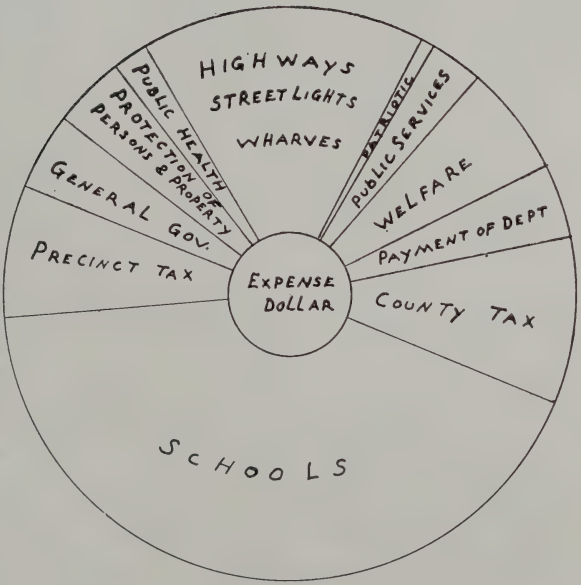 HIGHWAYS
STREET LIGHTS
WHARVES
PATRIOTIC
PUBLIC SERVICES
WELFARE
PAYMENT OF DEPT
COUNTY TAX
SCHOOLS
PRECINCT TAX
GENERAL GOV.
PROTECTION OF
PERSONS & PROPERTY
PUBLIC HEALTH
EXPENSE
DOLLAR